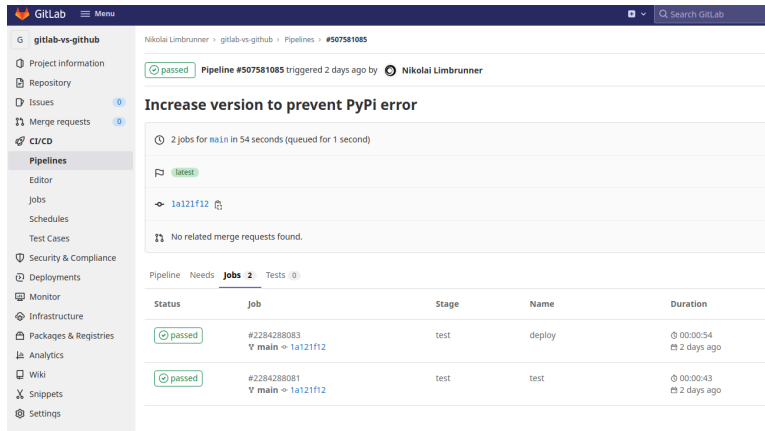 GitLab Menu Search GitLab
G gitlab-vs-github
Project information
Repository
Issues 0
Merge requests 0
CI/CD
Pipelines
Editor
Jobs
Schedules
Test Cases
Security & Compliance
Deployments
Monitor
Infrastructure
Packages & Registries
Analytics
Wiki
Snippets
Settings
Nikolai Limbrunner > gitlab-vs-github > Pipelines > #507581085
passed Pipeline #507581085 triggered 2 days ago by Nikolai Limbrunner
Increase version to prevent PyPi error
2 jobs for main in 54 seconds (queued for 1 second)
latest
1a121f12
No related merge requests found.
Pipeline Needs Jobs 2 Tests 0
Status Job Stage Name Duration
passed #2284288083 test deploy 00:00:54
main 1a121f12 2 days ago
passed #2284288081 test test 00:00:43
main 1a121f12 2 days ago